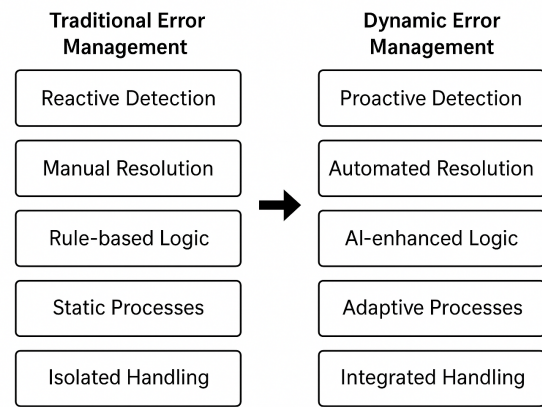 Traditional Error
Management
Reactive Detection
Manual Resolution
Rule-based Logic
Static Processes
Isolated Handling
Dynamic Error
Management
Proactive Detection
Automated Resolution
AI-enhanced Logic
Adaptive Processes
Integrated Handling